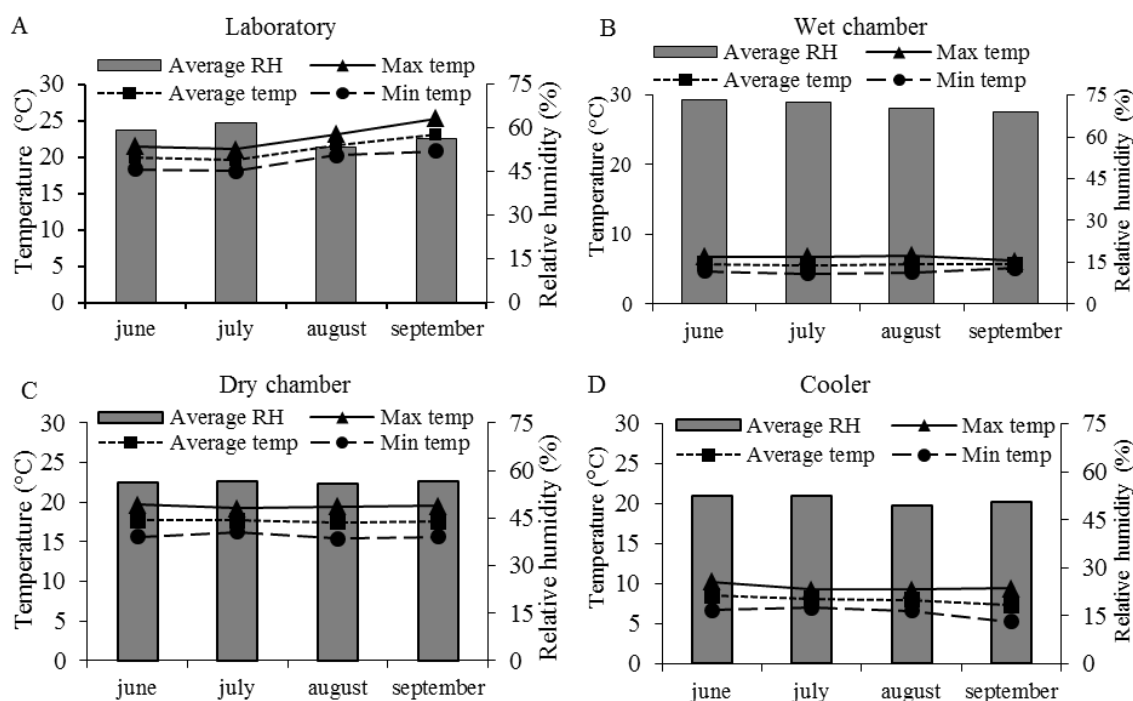 A
Laboratory
Average RH
Max temp
Average temp
Min temp
Temperature (°C)
30
25
20
15
10
5
0
75
60
45
30
15
0
Relative humidity (%)
june
july
august
september
B
Wet chamber
Average RH
Max temp
Average temp
Min temp
Temperature (°C)
30
20
10
0
75
60
45
30
15
0
Relative humidity (%)
june
july
august
september
C
Dry chamber
Average RH
Max temp
Average temp
Min temp
Temperature (°C)
30
25
20
15
10
5
0
75
60
45
30
15
0
Relative humidity (%)
june
july
august
september
D
Cooler
Average RH
Max temp
Average temp
Min temp
Temperature (°C)
30
25
20
15
10
5
0
75
60
45
30
15
0
Relative humidity (%)
june
july
august
september